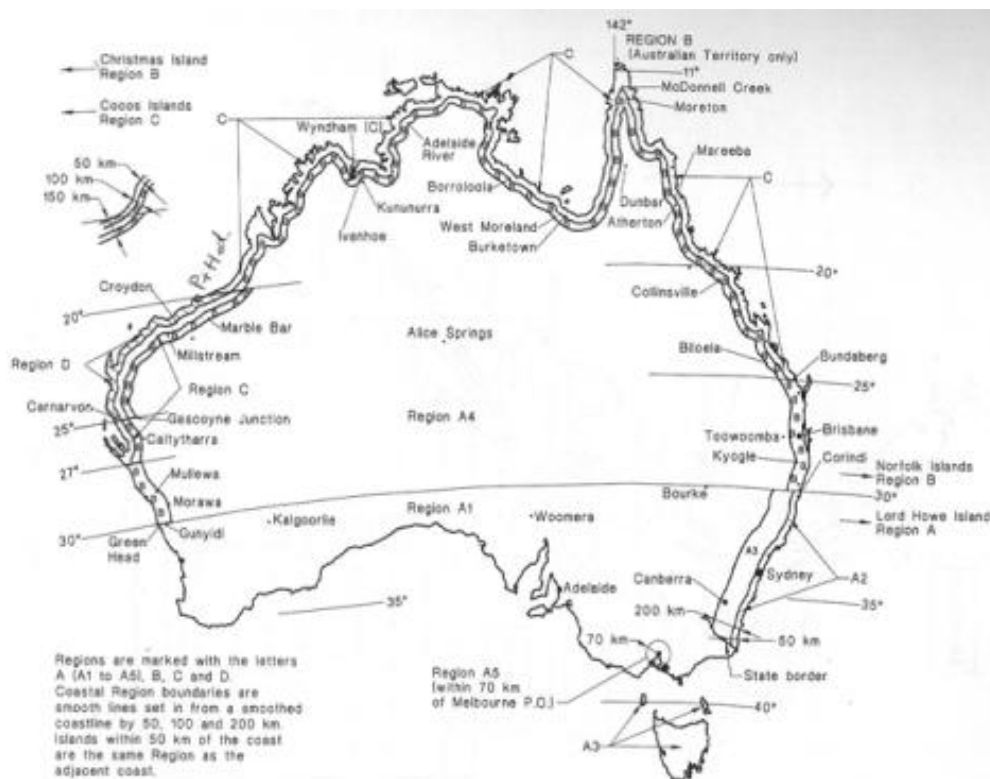 142°
REGION B
(Australian Territory only)
11°
McDonnell Creek
Moreton
Christmas Island
Region B
Cocos Islands
Region C
C
C
Wyndham (C)
Adelaide
River
Mareeba
50 km
100 km
150 km
C
Borroloola
Kununurra
Dunbar
Atherton
West Moreland
Ivanhoe
Burketown
Pt Hed
20°
Croydon
Collinsville
20°
Marble Bar
Alice Springs
Millstream
Biloela
Bundaberg
Region D
Region C
25°
Carnarvon
Gascoyne Junction
Region A4
25°
Callytharra
Toowoomba
Brisbane
Kyogle
Corindi
27°
Mullewa
Norfolk Islands
Region B
Morawa
Bourke
30°
Region A1
Lord Howe Island
Region A
Kalgoorlie
Woomera
30°
Gunyidi
Green
Head
A3
Sydney
A2
Canberra
Adelaide
35°
35°
200 km
70 km
50 km
Regions are marked with the letters
A (A1 to A5), B, C and D.
Coastal Region boundaries are
smooth lines set in from a smoothed
coastline by 50, 100 and 200 km.
Islands within 50 km of the coast
are the same Region as the
adjacent coast.
Region A5
(within 70 km
of Melbourne P.O.)
State border
40°
A3